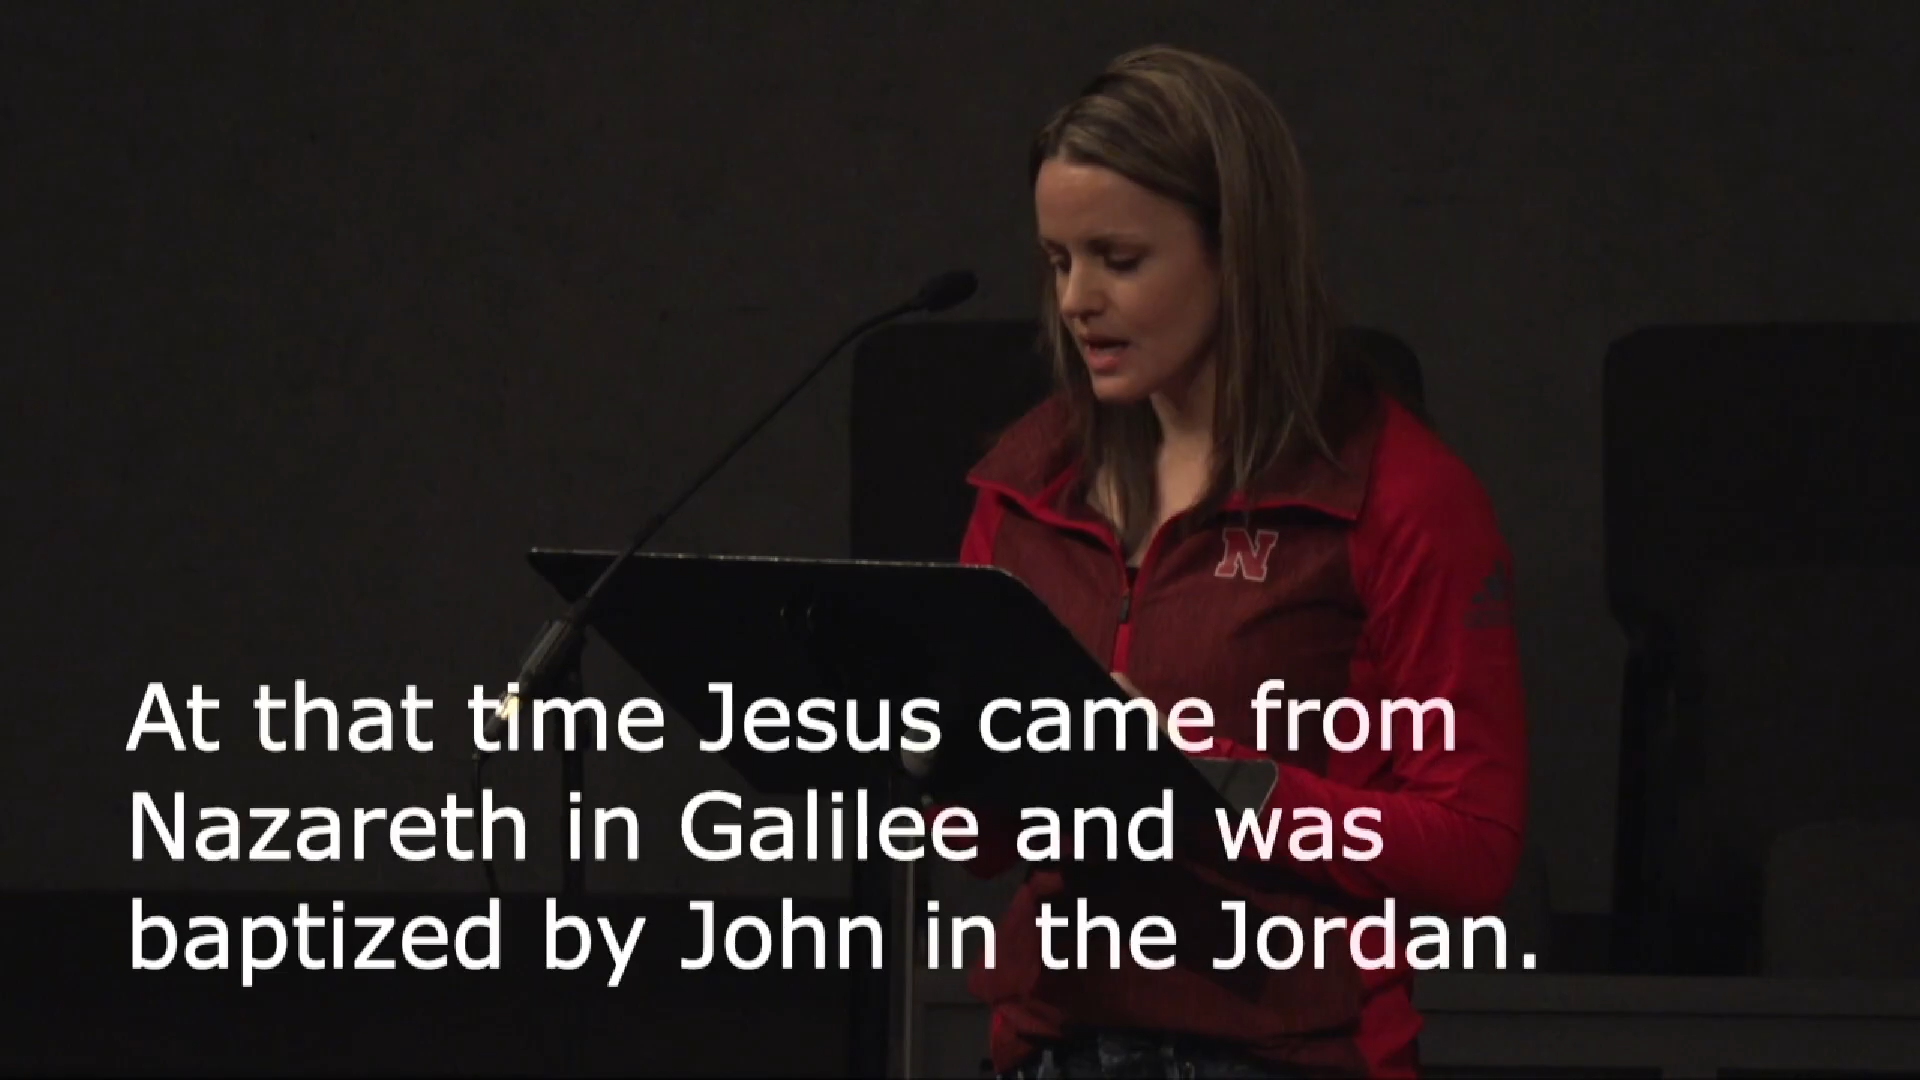 N
At that time Jesus came from
Nazareth in Galilee and was
baptized by John in the Jordan.